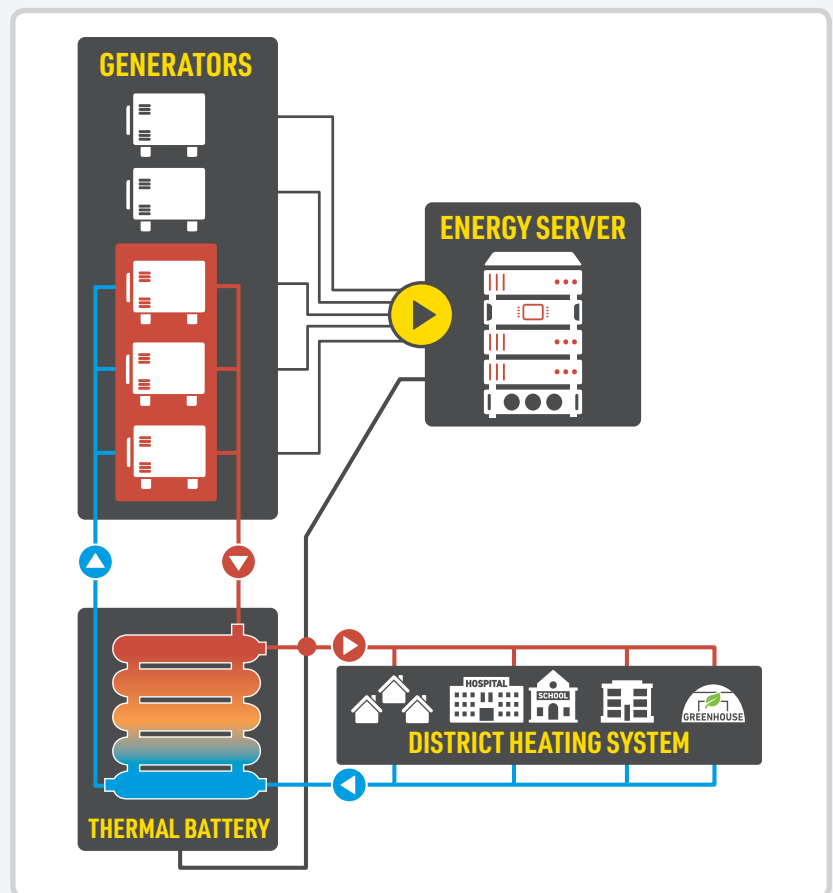 GENERATORS
ENERGY SERVER
HOSPITAL
SCHOOL
GREENHOUSE
DISTRICT HEATING SYSTEM
THERMAL BATTERY